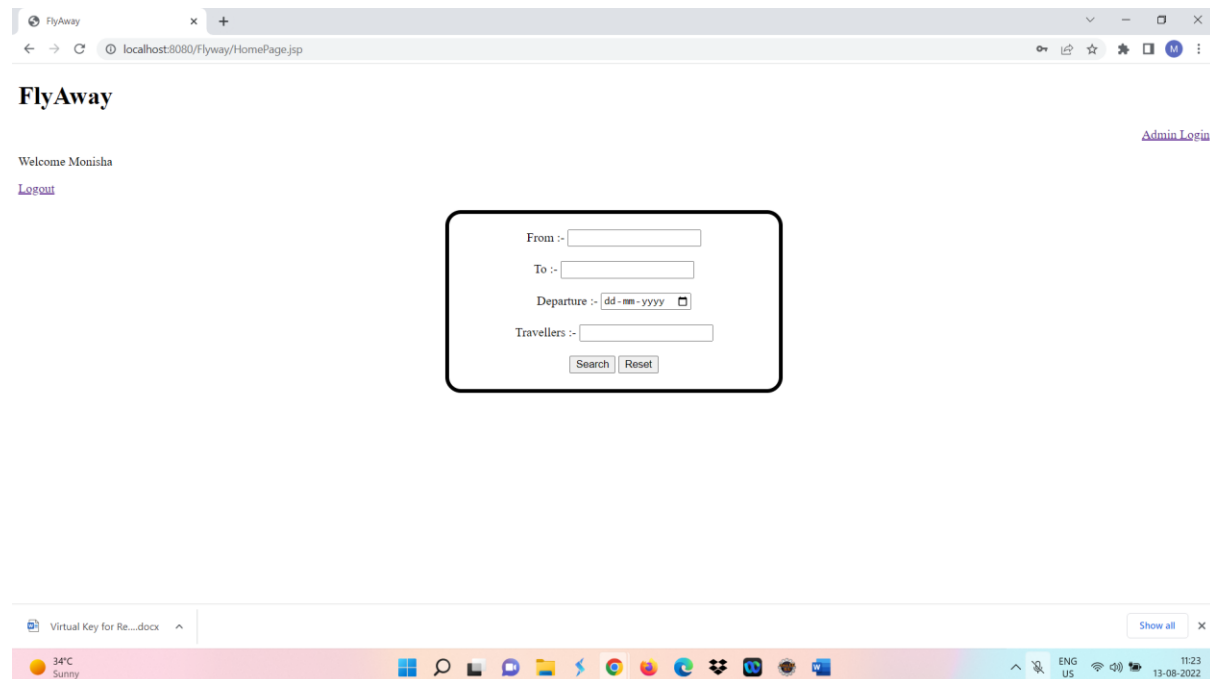 FlyAway
localhost:8080/Flyway/HomePage.jsp
M
FlyAway
Admin Login
Welcome Monisha
Logout
From :-
To :-
Departure :- dd-mm-yyyy
Travellers :-
Search Reset
Virtual Key for Re....docx
Show all
34°C
Sunny
ENG
US
11:23
13-08-2022